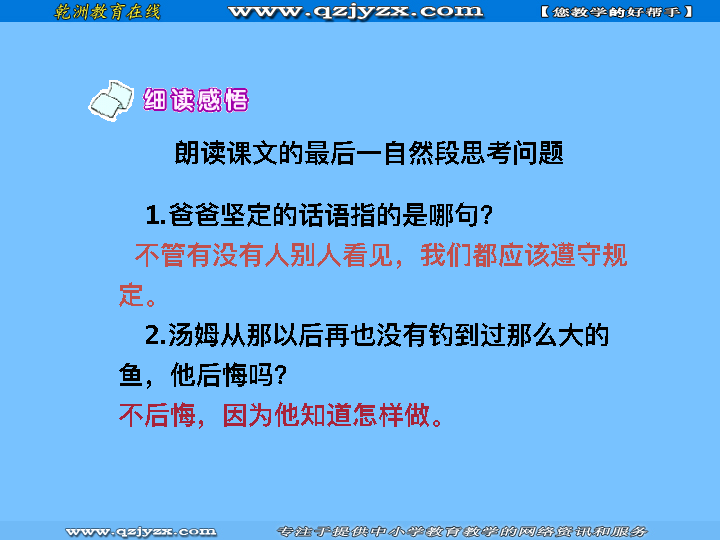 乾洲教育在线 www.qzjyzx.com 【您教学的好帮手】
细读感悟
朗读课文的最后一自然段思考问题
1.爸爸坚定的话语指的是哪句?
不管有没有人别人看见，我们都应该遵守规
定。
2.汤姆从那以后再也没有钓到过那么大的
鱼，他后悔吗?
不后悔，因为他知道怎样做。
www.qzjyzx.com 专注于提供中小学教育教学的网络资讯和服务